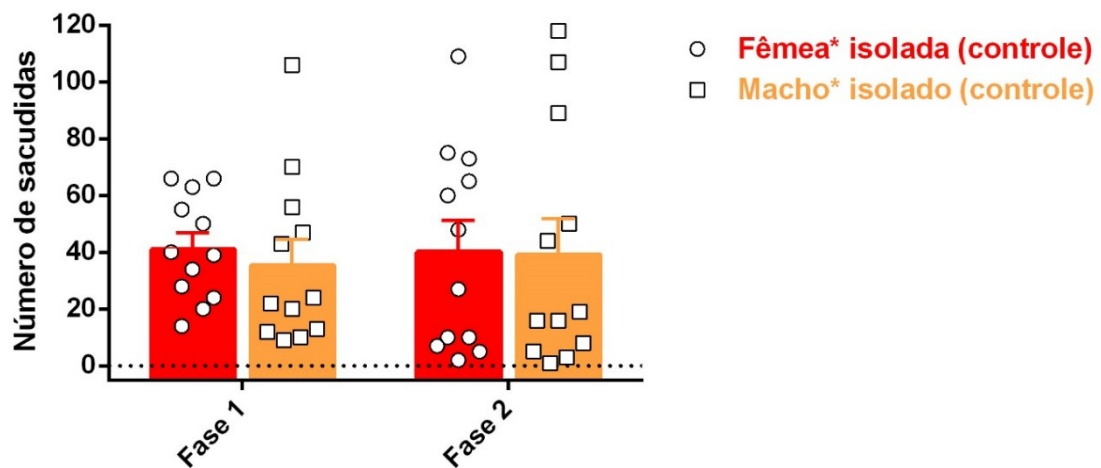 Número de sacudidas
120
100
80
60
40
20
0
Fase 1
Fase 2
Fêmea* isolada (controle)
Macho* isolado (controle)